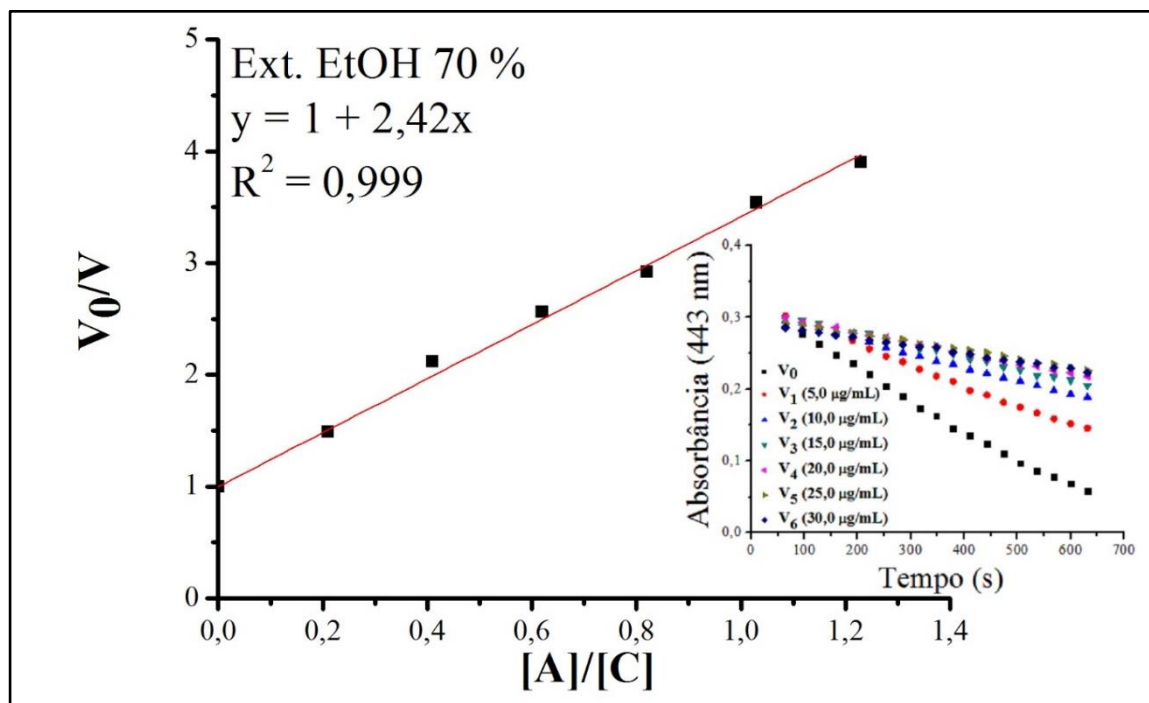 Ext. EtOH 70 %
y = 1 + 2,42x
R² = 0,999
V₀/V
5
4
3
2
1
0
0,0 0,2 0,4 0,6 0,8 1,0 1,2 1,4
[A]/[C]
Absorbância (443 nm)
0,4
0,3
0,2
0,1
0,0
V₀
V₁ (5,0 µg/mL)
V₂ (10,0 µg/mL)
V₃ (15,0 µg/mL)
V₄ (20,0 µg/mL)
V₅ (25,0 µg/mL)
V₆ (30,0 µg/mL)
0 100 200 300 400 500 600 700
Tempo (s)